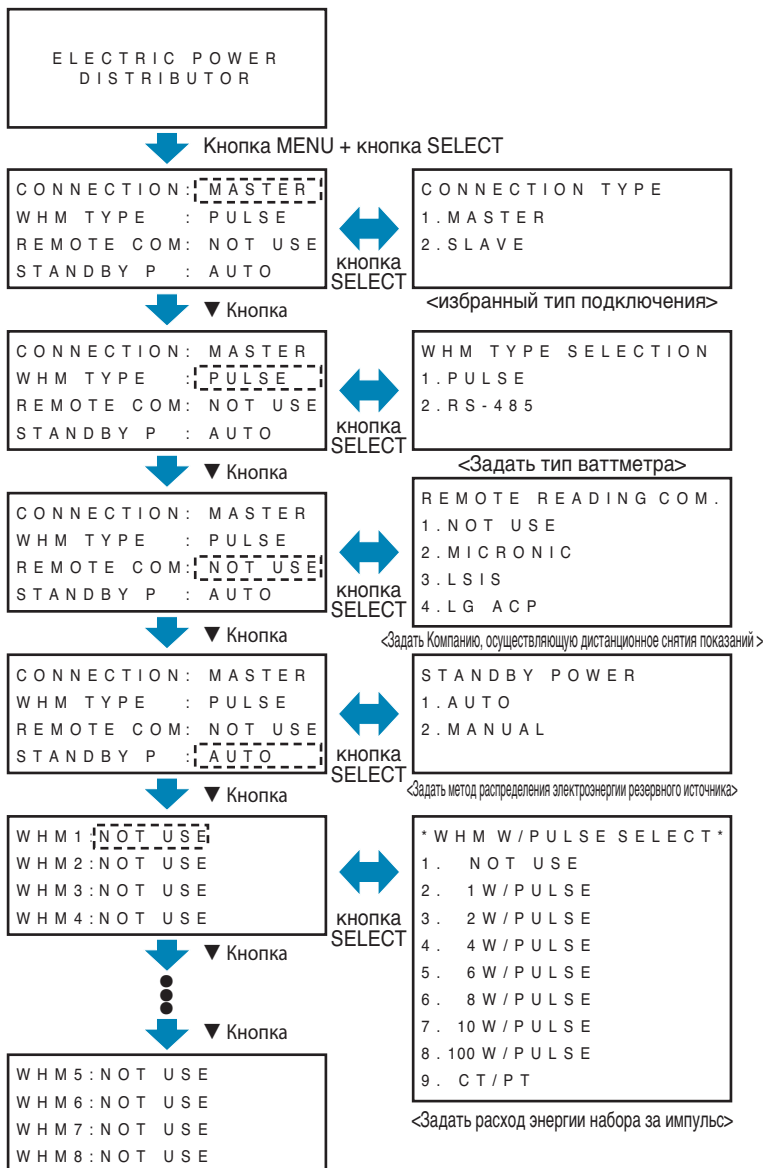 ELECTRIC POWER
DISTRIBUTOR
Кнопка MENU + кнопка SELECT
CONNECTION: MASTER
WHM TYPE : PULSE
REMOTE COM: NOT USE
STANDBY P : AUTO
кнопка
SELECT
CONNECTION TYPE
1.MASTER
2.SLAVE
<избранный тип подключения>
▼ Кнопка
CONNECTION: MASTER
WHM TYPE : PULSE
REMOTE COM: NOT USE
STANDBY P : AUTO
кнопка
SELECT
WHM TYPE SELECTION
1.PULSE
2.RS-485
<Задать тип ваттметра>
▼ Кнопка
CONNECTION: MASTER
WHM TYPE : PULSE
REMOTE COM: NOT USE
STANDBY P : AUTO
кнопка
SELECT
REMOTE READING COM.
1.NOT USE
2.MICRONIC
3.LSIS
4.LG ACP
<Задать Компанию, осуществляющую дистанционное снятия показаний >
▼ Кнопка
CONNECTION: MASTER
WHM TYPE : PULSE
REMOTE COM: NOT USE
STANDBY P : AUTO
кнопка
SELECT
STANDBY POWER
1.AUTO
2.MANUAL
<Задать метод распределения электроэнергии резервного источника>
▼ Кнопка
WHM1:NOT USE
WHM2:NOT USE
WHM3:NOT USE
WHM4:NOT USE
кнопка
SELECT
*WHM W/PULSE SELECT*
1. NOT USE
2. 1W/PULSE
3. 2W/PULSE
4. 4W/PULSE
5. 6W/PULSE
6. 8W/PULSE
7. 10W/PULSE
8. 100W/PULSE
9. CT/PT
<Задать расход энергии набора за импульс>
▼ Кнопка
▼ Кнопка
WHM5:NOT USE
WHM6:NOT USE
WHM7:NOT USE
WHM8:NOT USE